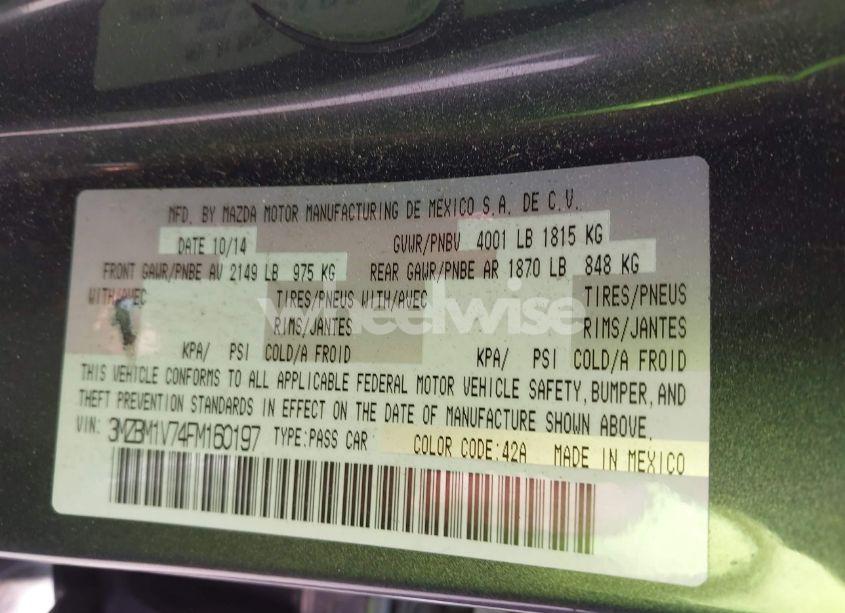 MFD. BY MAZDA MOTOR MANUFACTURING DE MEXICO S.A. DE C.V.
DATE 10/14 GVWR/PNBV 4001 LB 1815 KG
FRONT GAWR/PNBE AV 2149 LB 975 KG REAR GAWR/PNBE AR 1870 LB 848 KG
WITH/AVEC TIRES/PNEUS WITH/AVEC TIRES/PNEUS
RIMS/JANTES RIMS/JANTES
KPA/ PSI COLD/A FROID KPA/ PSI COLD/A FROID
THIS VEHICLE CONFORMS TO ALL APPLICABLE FEDERAL MOTOR VEHICLE SAFETY, BUMPER, AND
THEFT PREVENTION STANDARDS IN EFFECT ON THE DATE OF MANUFACTURE SHOWN ABOVE.
VIN: 3MZBM1V74FM160197 TYPE:PASS CAR COLOR CODE:42A MADE IN MEXICO
wheelwise